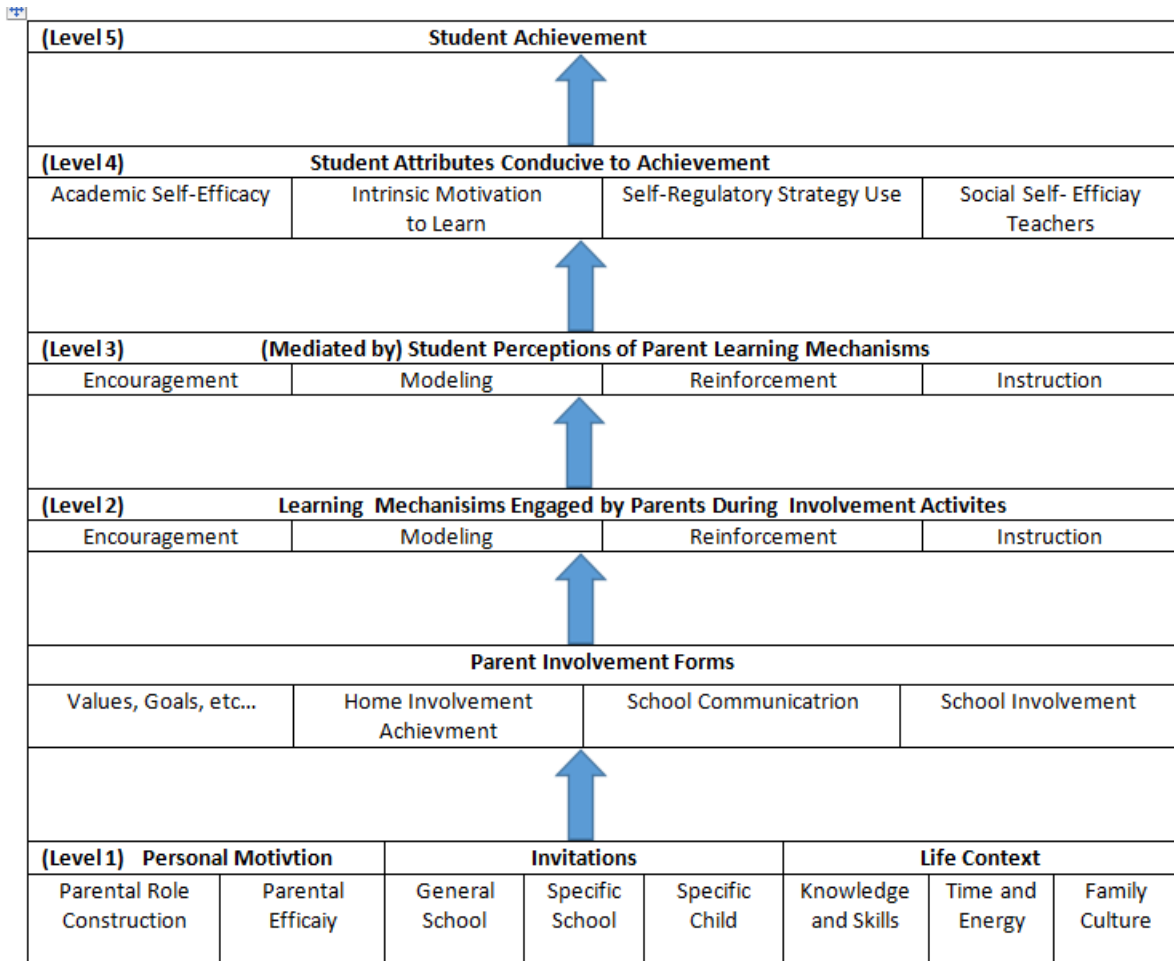 (Level 5) Student Achievement
(Level 4) Student Attributes Conducive to Achievement
Academic Self-Efficacy Intrinsic Motivation Self-Regulatory Strategy Use Social Self- Efficiay
to Learn Teachers
(Level 3) (Mediated by) Student Perceptions of Parent Learning Mechanisms
Encouragement Modeling Reinforcement Instruction
(Level 2) Learning Mechanisims Engaged by Parents During Involvement Activites
Encouragement Modeling Reinforcement Instruction
Parent Involvement Forms
Values, Goals, etc... Home Involvement School Communicatrion School Involvement
Achievment
(Level 1) Personal Motivtion Invitations Life Context
Parental Role Parental General Specific Specific Knowledge Time and Family
Construction Efficaiy School School Child and Skills Energy Culture